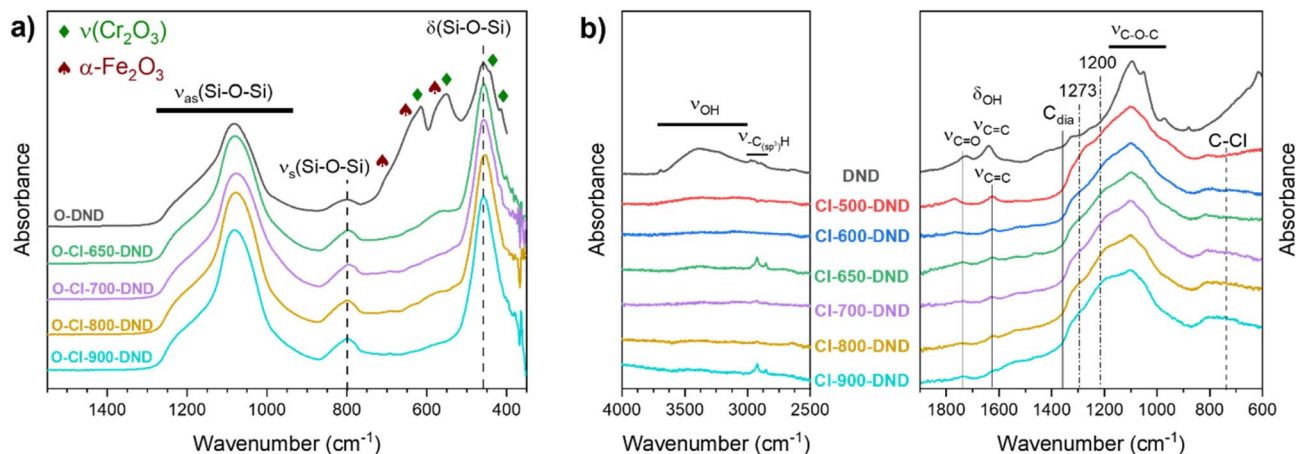 a)
♦ ν(Cr₂O₃)
♠ α-Fe₂O₃
δ(Si-O-Si)
νas(Si-O-Si)
νs(Si-O-Si)
O-DND
O-Cl-650-DND
O-Cl-700-DND
O-Cl-800-DND
O-Cl-900-DND
Absorbance
1400 1200 1000 800 600 400
Wavenumber (cm⁻¹)
b)
νOH
ν-C(sp³)H
DND
Cl-500-DND
Cl-600-DND
Cl-650-DND
Cl-700-DND
Cl-800-DND
Cl-900-DND
Absorbance
4000 3500 3000 2500
Wavenumber (cm⁻¹)
νC-O-C
1200
1273
δOH
Cdia
νC=O
νC=C
νC=C
C-Cl
1800 1600 1400 1200 1000 800 600
Wavenumber (cm⁻¹)
Absorbance